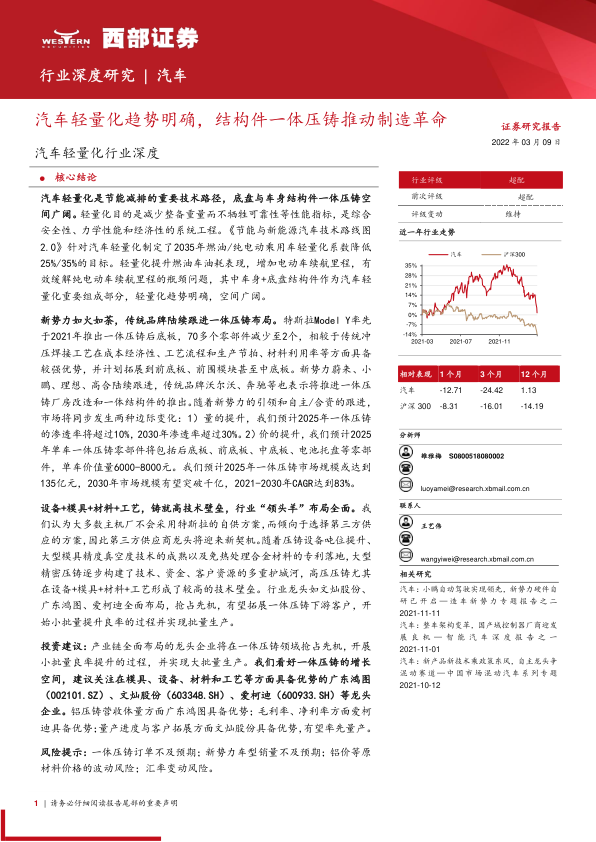 WESTERN
SECURITIES
西部证券
行业深度研究 | 汽车
汽车轻量化趋势明确，结构件一体压铸推动制造革命
汽车轻量化行业深度
证券研究报告
2022 年 03 月 09 日
● 核心结论
汽车轻量化是节能减排的重要技术路径，底盘与车身结构件一体压铸空
间广阔。轻量化目的是减少整备重量而不牺牲可靠性等性能指标，是综合
安全性、力学性能和经济性的系统工程。《节能与新能源汽车技术路线图
2.0》针对汽车轻量化制定了2035年燃油/纯电动乘用车轻量化系数降低
25%/35%的目标。轻量化提升燃油车油耗表现，增加电动车续航里程，有
效缓解纯电动车续航里程的瓶颈问题，其中车身+底盘结构件作为汽车轻
量化重要组成部分，轻量化趋势明确，空间广阔。
新势力如火如荼，传统品牌陆续跟进一体压铸布局。特斯拉Model Y率先
于2021年推出一体压铸后底板，70多个零部件减少至2个，相较于传统冲
压焊接工艺在成本经济性、工艺流程和生产节拍、材料利用率等方面具备
较强优势，并计划拓展到前底板、前围模块甚至中底板。新势力蔚来、小
鹏、理想、高合陆续跟进，传统品牌沃尔沃、奔驰等也表示将推进一体压
铸厂房改造和一体结构件的推出。随着新势力的引领和自主/合资的跟进，
市场将同步发生两种边际变化：1）量的提升，我们预计2025年一体压铸
的渗透率将超过10%，2030年渗透率超过30%。2）价的提升，我们预计2025
年单车一体压铸零部件将包括后底板、前底板、中底板、电池托盘等零部
件，单车价值量6000-8000元。我们预计2025年一体压铸市场规模或达到
135亿元，2030年市场规模有望突破千亿，2021-2030年CAGR达到83%。
设备+模具+材料+工艺，铸就高技术壁垒，行业“领头羊”布局全面。我
们认为大多数主机厂不会采用特斯拉的自供方案，而倾向于选择第三方供
应的方案，因此第三方供应商龙头将迎来新契机。随着压铸设备吨位提升、
大型模具精度真空度技术的成熟以及免热处理合金材料的专利落地，大型
精密压铸逐步构建了技术、资金、客户资源的多重护城河，高压压铸尤其
在设备+模具+材料+工艺形成了较高的技术壁垒。行业龙头如文灿股份、
广东鸿图、爱柯迪全面布局，抢占先机，有望拓展一体压铸下游客户，开
始小批量提升良率的过程并实现批量生产。
投资建议：产业链全面布局的龙头企业将在一体压铸领域抢占先机，开展
小批量良率提升的过程，并实现大批量生产。我们看好一体压铸的增长
空间，建议关注在模具、设备、材料和工艺等方面具备优势的广东鸿图
（002101.SZ）、文灿股份（603348.SH）、爱柯迪（600933.SH）等龙头
企业。铝压铸营收体量方面广东鸿图具备优势；毛利率、净利率方面爱柯
迪具备优势；量产进度与客户拓展方面文灿股份具备优势，有望率先量产。
风险提示：一体压铸订单不及预期；新势力车型销量不及预期；铝价等原
材料价格的波动风险；汇率变动风险。
行业评级 超配
前次评级 超配
评级变动 维持
近一年行业走势
汽车 沪深300
35%
28%
21%
14%
7%
0%
-7%
-14%
2021-03 2021-07 2021-11
相对表现 1 个月 3 个月 12 个月
汽车 -12.71 -24.42 1.13
沪深 300 -8.31 -16.01 -14.19
分析师
雒雅梅 S0800518080002
luoyamei@research.xbmail.com.cn
联系人
王艺伟
wangyiwei@research.xbmail.com.cn
相关研究
汽车：小鹏自动驾驶实现领先，新势力硬件自
研已开启—造车新势力专题报告之二
2021-11-11
汽车：整车架构变革，国产域控制器厂商迎发
展良机—智能汽车深度报告之一
2021-11-01
汽车：新产品新技术乘政策东风，自主龙头争
混动赛道—中国市场混动汽车系列专题
2021-10-12
1 | 请务必仔细阅读报告尾部的重要声明